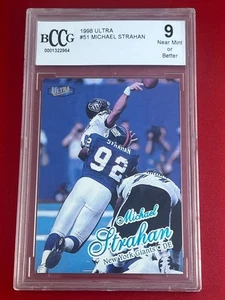 BCCG
0001322964
1998 ULTRA
#51 MICHAEL STRAHAN
9
Near Mint
or
Better
ULTRA
STRAHAN
92
Michael
Strahan
New York Giants • DE